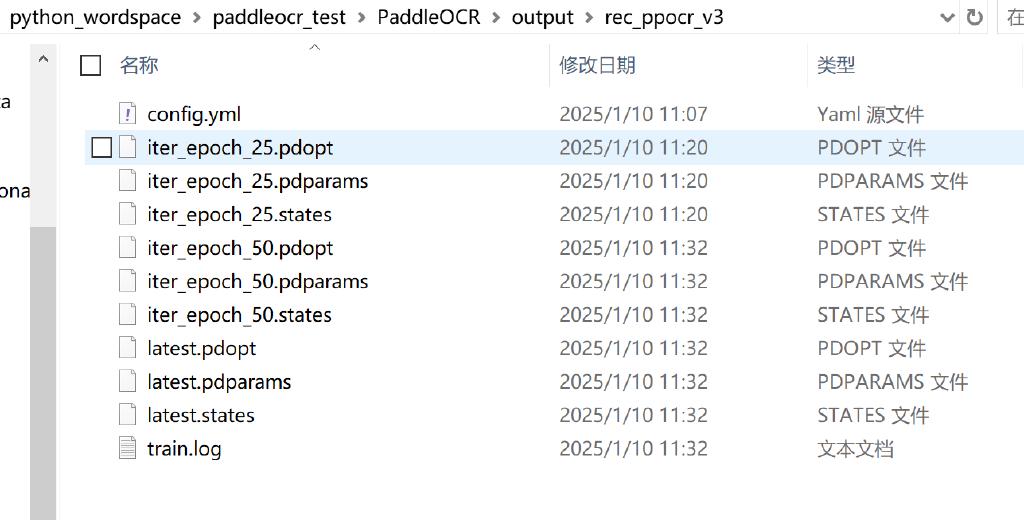 python_wordspace › paddleocr_test › PaddleOCR › output › rec_ppocr_v3 在
名称 修改日期 类型
config.yml 2025/1/10 11:07 Yaml 源文件
iter_epoch_25.pdopt 2025/1/10 11:20 PDOPT 文件
iter_epoch_25.pdparams 2025/1/10 11:20 PDPARAMS 文件
iter_epoch_25.states 2025/1/10 11:20 STATES 文件
iter_epoch_50.pdopt 2025/1/10 11:32 PDOPT 文件
iter_epoch_50.pdparams 2025/1/10 11:32 PDPARAMS 文件
iter_epoch_50.states 2025/1/10 11:32 STATES 文件
latest.pdopt 2025/1/10 11:32 PDOPT 文件
latest.pdparams 2025/1/10 11:32 PDPARAMS 文件
latest.states 2025/1/10 11:32 STATES 文件
train.log 2025/1/10 11:32 文本文档